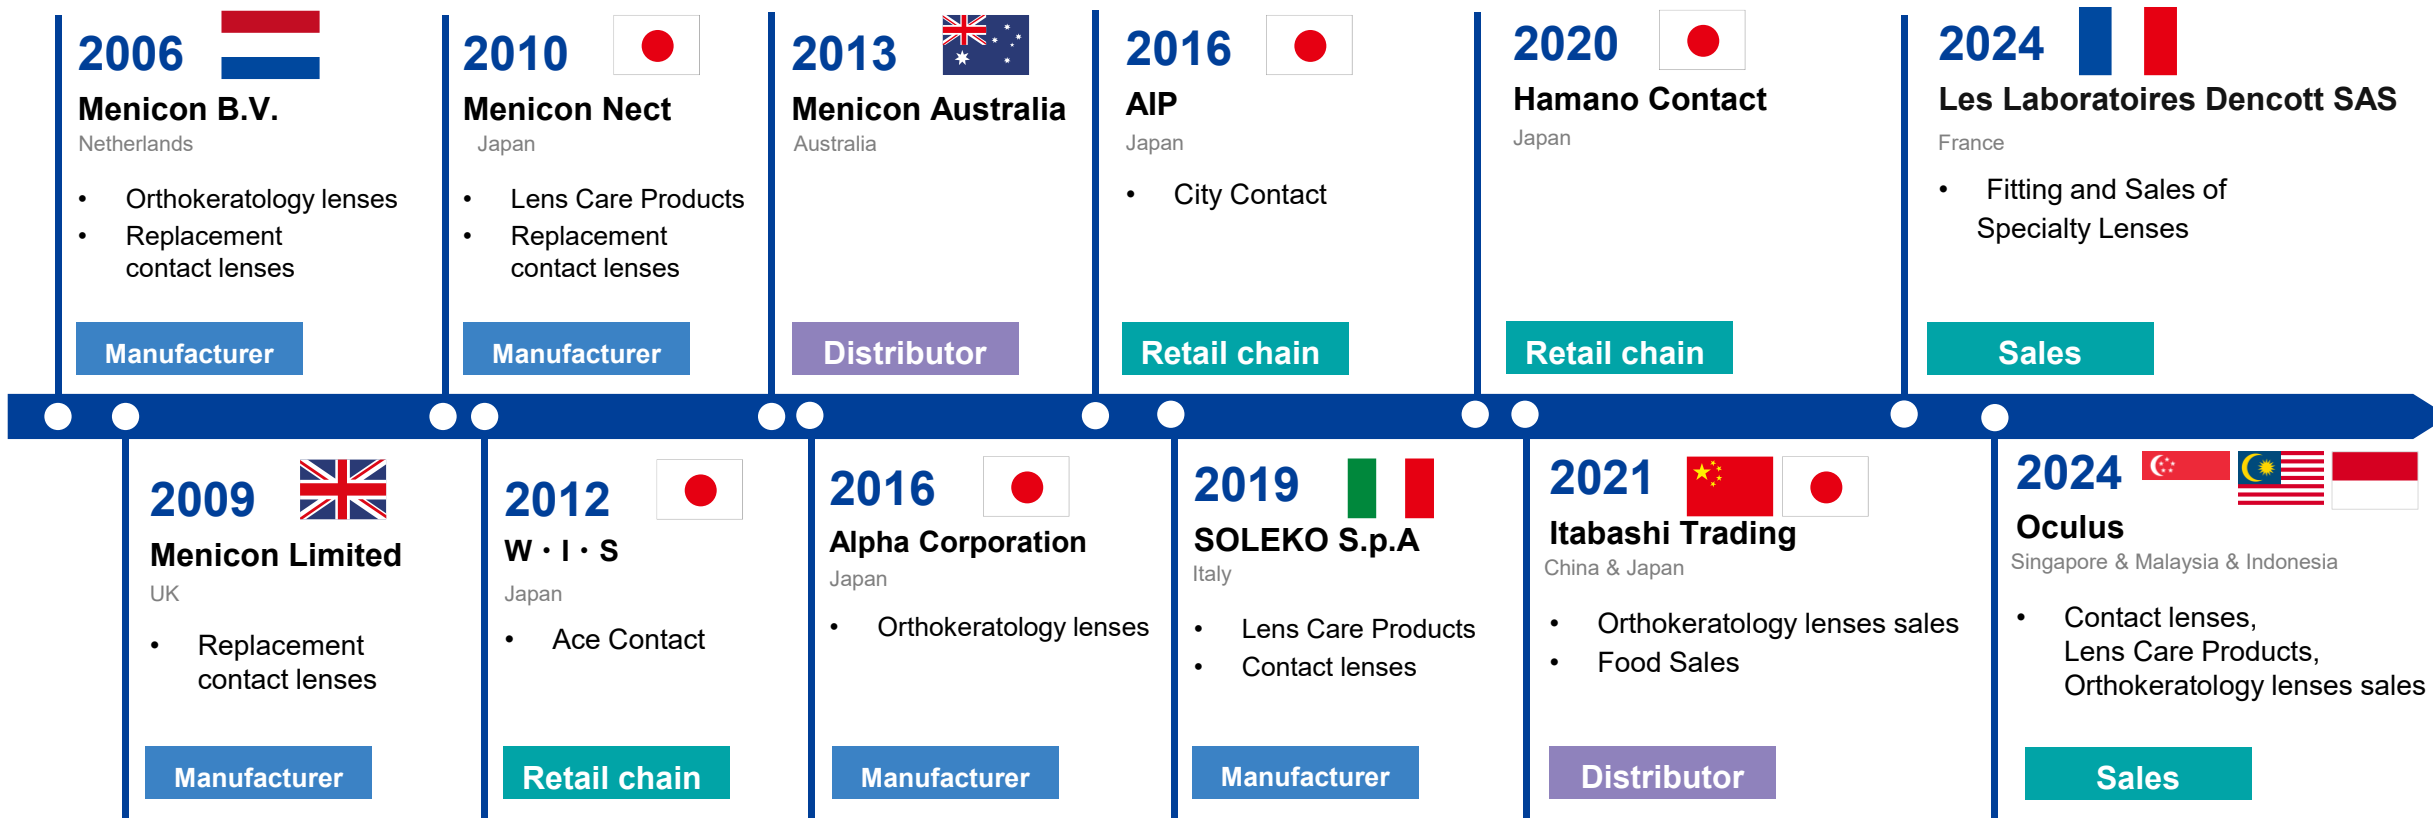 2006
Menicon B.V.
Netherlands
• Orthokeratology lenses
• Replacement
contact lenses
Manufacturer
2010
Menicon Nect
Japan
• Lens Care Products
• Replacement
contact lenses
Manufacturer
2013
Menicon Australia
Australia
Distributor
2016
AIP
Japan
• City Contact
Retail chain
2020
Hamano Contact
Japan
Retail chain
2024
Les Laboratoires Dencott SAS
France
• Fitting and Sales of
Specialty Lenses
Sales
2009
Menicon Limited
UK
• Replacement
contact lenses
Manufacturer
2012
W・I・S
Japan
• Ace Contact
Retail chain
2016
Alpha Corporation
Japan
• Orthokeratology lenses
Manufacturer
2019
SOLEKO S.p.A
Italy
• Lens Care Products
• Contact lenses
Manufacturer
2021
Itabashi Trading
China & Japan
• Orthokeratology lenses sales
• Food Sales
Distributor
2024
Oculus
Singapore & Malaysia & Indonesia
• Contact lenses,
Lens Care Products,
Orthokeratology lenses sales
Sales